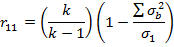 r₁₁ = (k / (k − 1)) (1 − ∑σ_b² / σ₁)